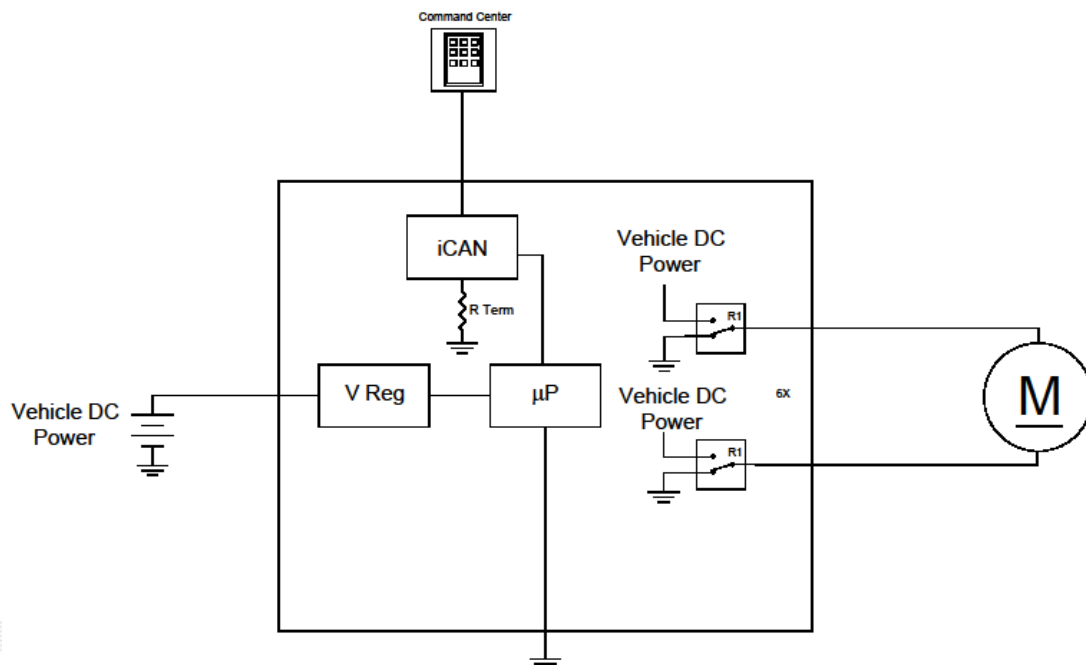 Command Center
iCAN
R Term
Vehicle DC
Power
R1
V Reg
µP
Vehicle DC
Power
6X
R1
M
Vehicle DC
Power